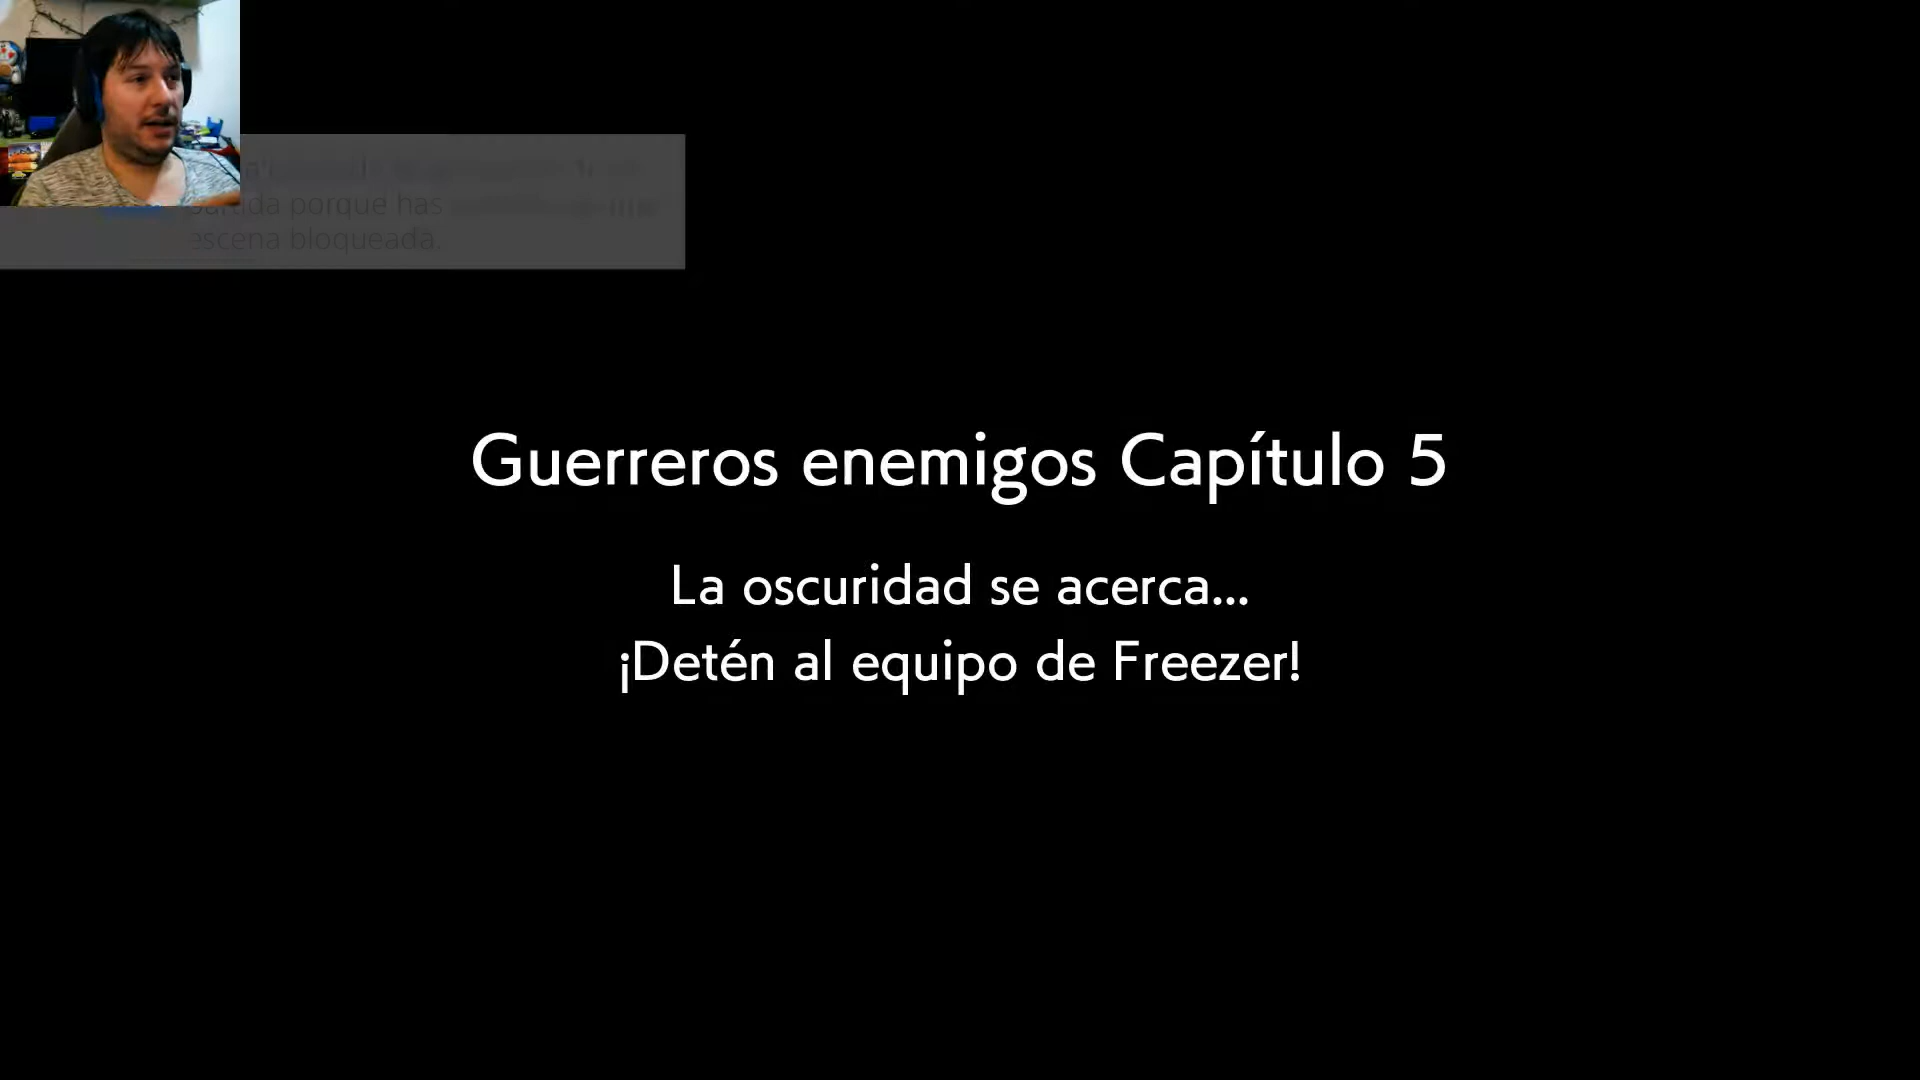 partida porque has
escena bloqueada.
Guerreros enemigos Capítulo 5
La oscuridad se acerca...
¡Detén al equipo de Freezer!